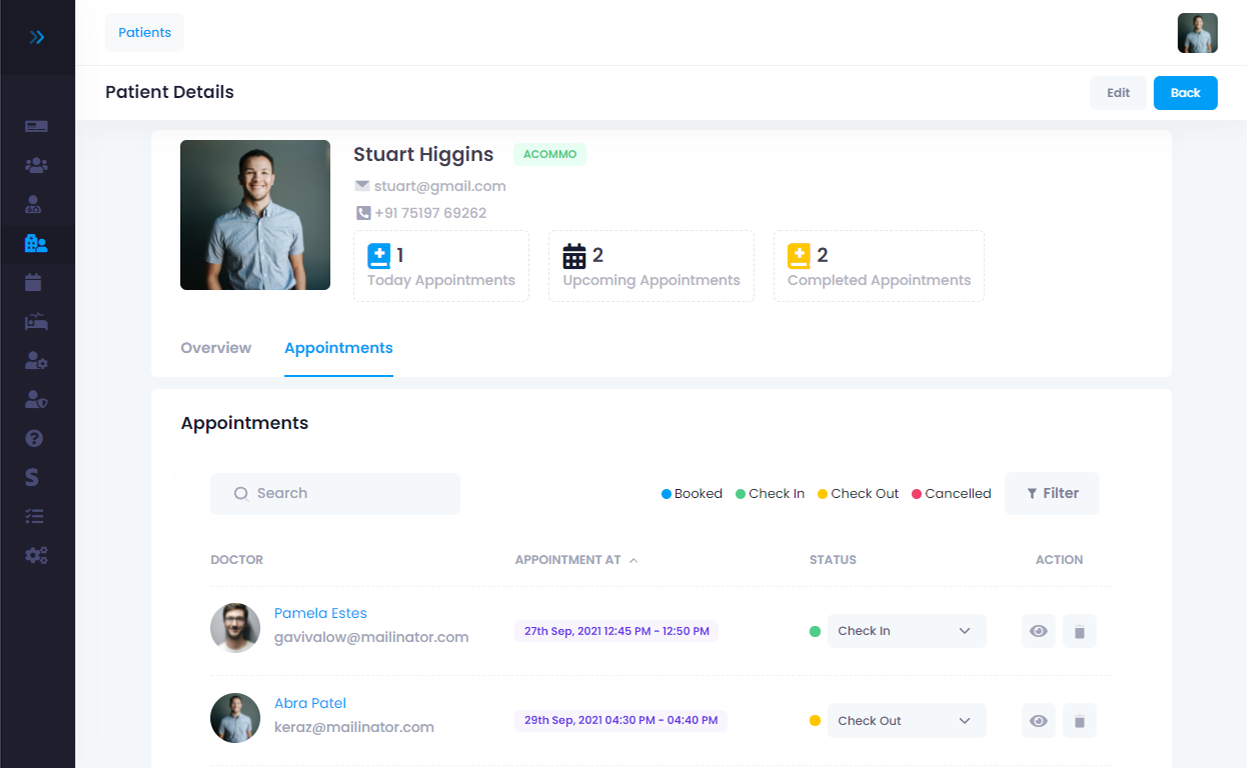 Patients
Patient Details
Edit
Back
Stuart Higgins
ACOMMO
stuart@gmail.com
+91 75197 69262
1
Today Appointments
2
Upcoming Appointments
2
Completed Appointments
Overview
Appointments
Appointments
Search
Booked
Check In
Check Out
Cancelled
Filter
DOCTOR
APPOINTMENT AT
STATUS
ACTION
Pamela Estes
gavivalow@mailinator.com
27th Sep, 2021 12:45 PM - 12:50 PM
Check In
Abra Patel
keraz@mailinator.com
29th Sep, 2021 04:30 PM - 04:40 PM
Check Out